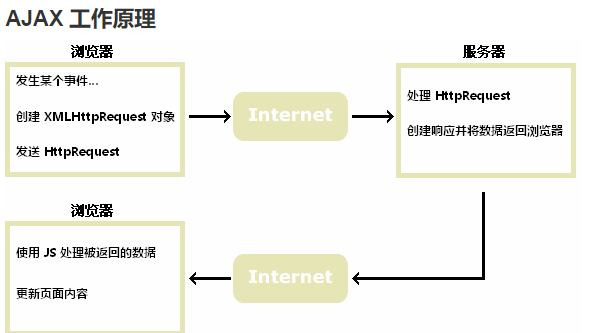 AJAX 工作原理
浏览器
发生某个事件...
创建 XMLHttpRequest 对象
发送 HttpRequest
Internet
服务器
处理 HttpRequest
创建响应并将数据返回浏览器
浏览器
使用 JS 处理被返回的数据
更新页面内容
Internet